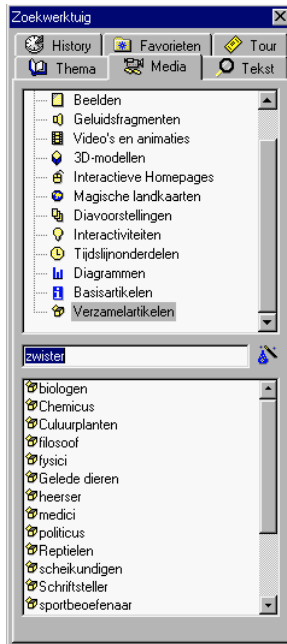 Zoekwerktuig
History Favorieten Tour
Thema Media Tekst
Beelden
Geluidsfragmenten
Video's en animaties
3D-modellen
Interactieve Homepages
Magische landkaarten
Diavoorstellingen
Interactiviteiten
Tijdslijnonderdelen
Diagrammen
Basisartikelen
Verzamelartikelen
zwister
biologen
Chemicus
Culuurplanten
filosoof
fysici
Gelede dieren
heerser
medici
politicus
Reptielen
scheikundigen
Schriftsteller
sportbeoefenaar